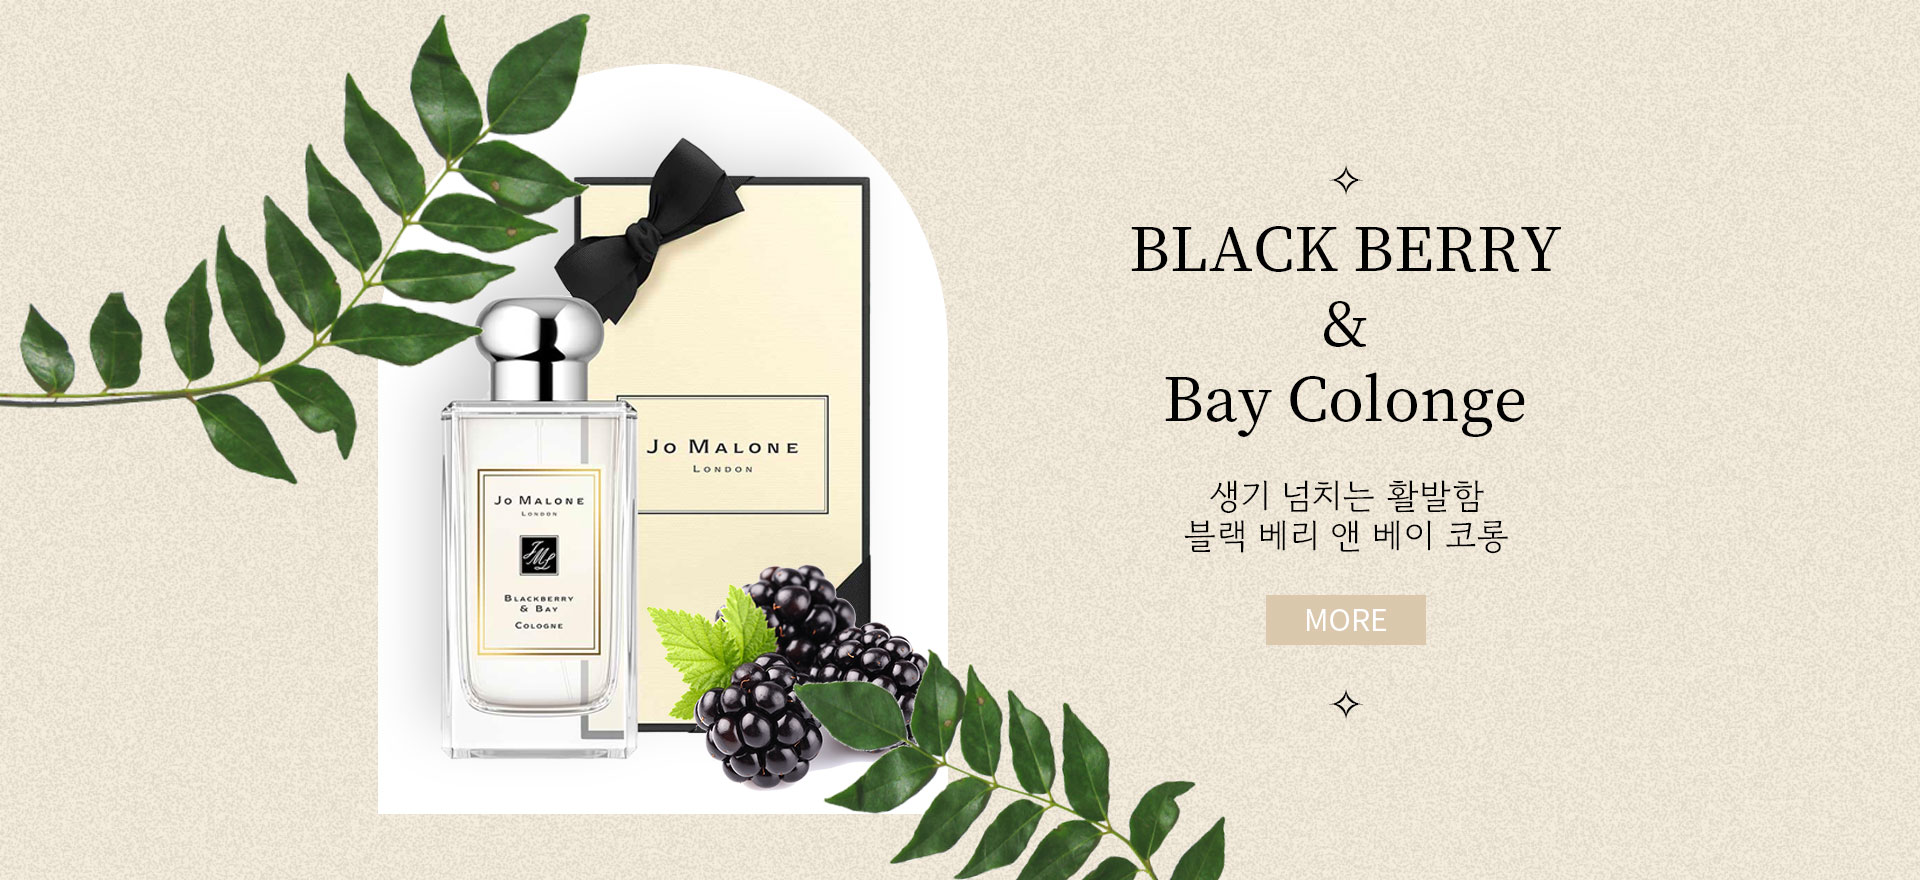 JO MALONE
LONDON
JO MALONE
LONDON
JML
BLACKBERRY
& BAY
COLOGNE
BLACK BERRY
&
Bay Colonge
생기 넘치는 활발함
블랙 베리 앤 베이 코롱
MORE